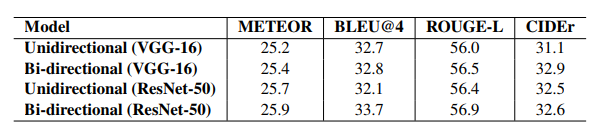 Model METEOR BLEU@4 ROUGE-L CIDEr
Unidirectional (VGG-16) 25.2 32.7 56.0 31.1
Bi-directional (VGG-16) 25.4 32.8 56.5 32.9
Unidirectional (ResNet-50) 25.7 32.1 56.4 32.5
Bi-directional (ResNet-50) 25.9 33.7 56.9 32.6